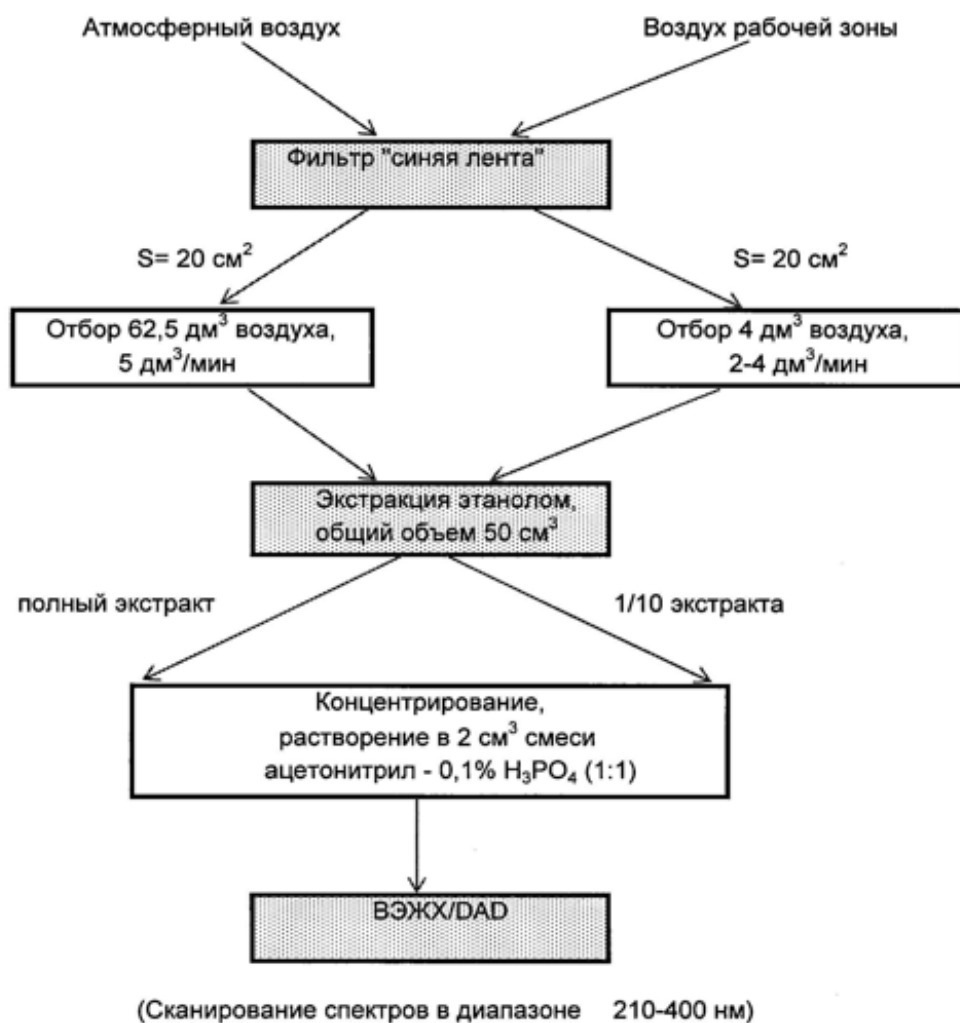 Атмосферный воздух
Воздух рабочей зоны
Фильтр "синяя лента"
S= 20 см²
S= 20 см²
Отбор 62,5 дм³ воздуха,
5 дм³/мин
Отбор 4 дм³ воздуха,
2-4 дм³/мин
Экстракция этанолом,
общий объем 50 см³
полный экстракт
1/10 экстракта
Концентрирование,
растворение в 2 см³ смеси
ацетонитрил - 0,1% H₃PO₄ (1:1)
ВЭЖХ/DAD
(Сканирование спектров в диапазоне 210-400 нм)